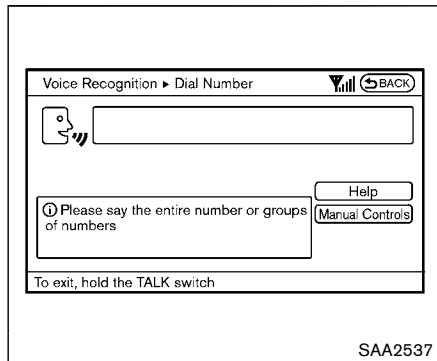 Voice Recognition ▸ Dial Number
BACK
Help
ⓘ Please say the entire number or groups
of numbers
Manual Controls
To exit, hold the TALK switch
SAA2537